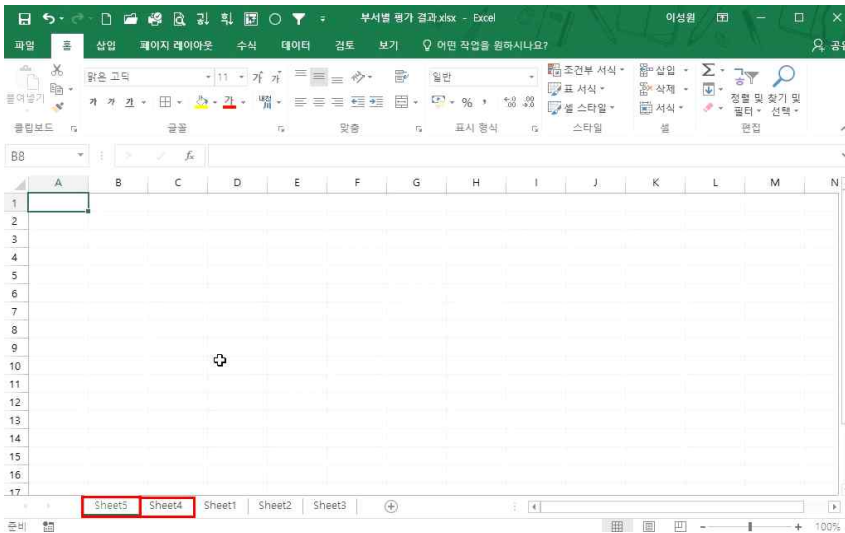 부서별 평가 결과.xlsx - Excel 이성원
파일 홈 삽입 페이지 레이아웃 수식 데이터 검토 보기 어떤 작업을 원하시나요?
맑은 고딕 11 가 가 일반 조건부 서식 삽입 Σ
붙여넣기 가 가 가 가 내천 % , 표 서식 삭제 정렬 및 찾기 및
셀 스타일 서식 필터 선택
클립보드 글꼴 맞춤 표시 형식 스타일 셀 편집
B8 fx
A B C D E F G H I J K L M N
1
2
3
4
5
6
7
8
9
10
11
12
13
14
15
16
17
Sheet5 Sheet4 Sheet1 Sheet2 Sheet3
준비 100%